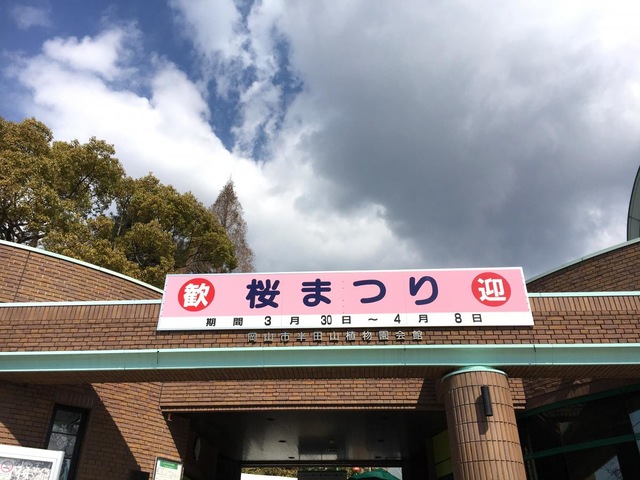 歓 桜まつり 迎
期間 3月30日〜4月8日
岡山市半田山植物園会館